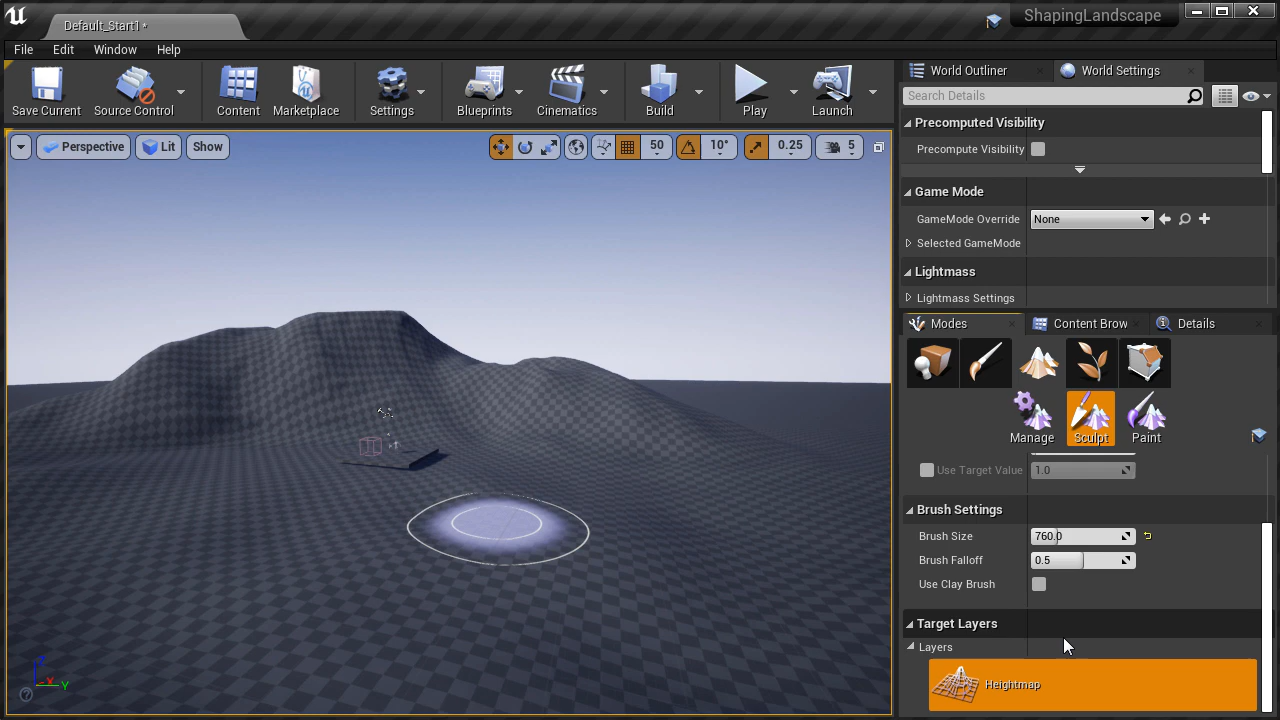 Default_Start1*
ShapingLandscape
File Edit Window Help
Save Current Source Control Content Marketplace Settings Blueprints Cinematics Build Play Launch
World Outliner World Settings
Search Details
Precomputed Visibility
Precompute Visibility
Game Mode
GameMode Override None
Selected GameMode
Lightmass
Lightmass Settings
Perspective Lit Show 50 10° 0.25 5
Modes Content Brow Details
Manage Sculpt Paint
Use Target Value 1.0
Brush Settings
Brush Size 760.0
Brush Falloff 0.5
Use Clay Brush
Target Layers
Layers
Heightmap
Z
X
Y